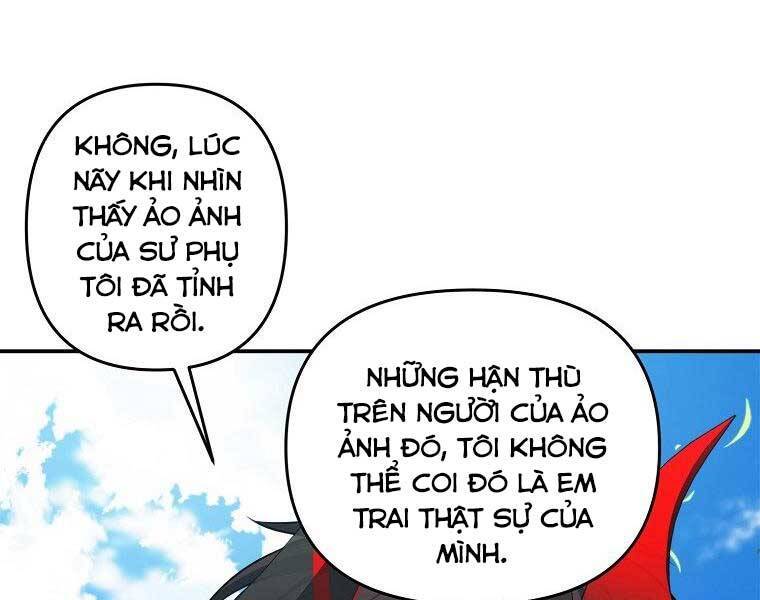 KHÔNG, LÚC
NÃY KHI NHÌN
THẤY ẢO ẢNH
CỦA SƯ PHỤ
TÔI ĐÃ TỈNH
RA RỒI.
NHỮNG HẬN THÙ
TRÊN NGƯỜI CỦA ẢO
ẢNH ĐÓ, TÔI KHÔNG
THỂ COI ĐÓ LÀ EM
TRAI THẬT SỰ CỦA
MÌNH.